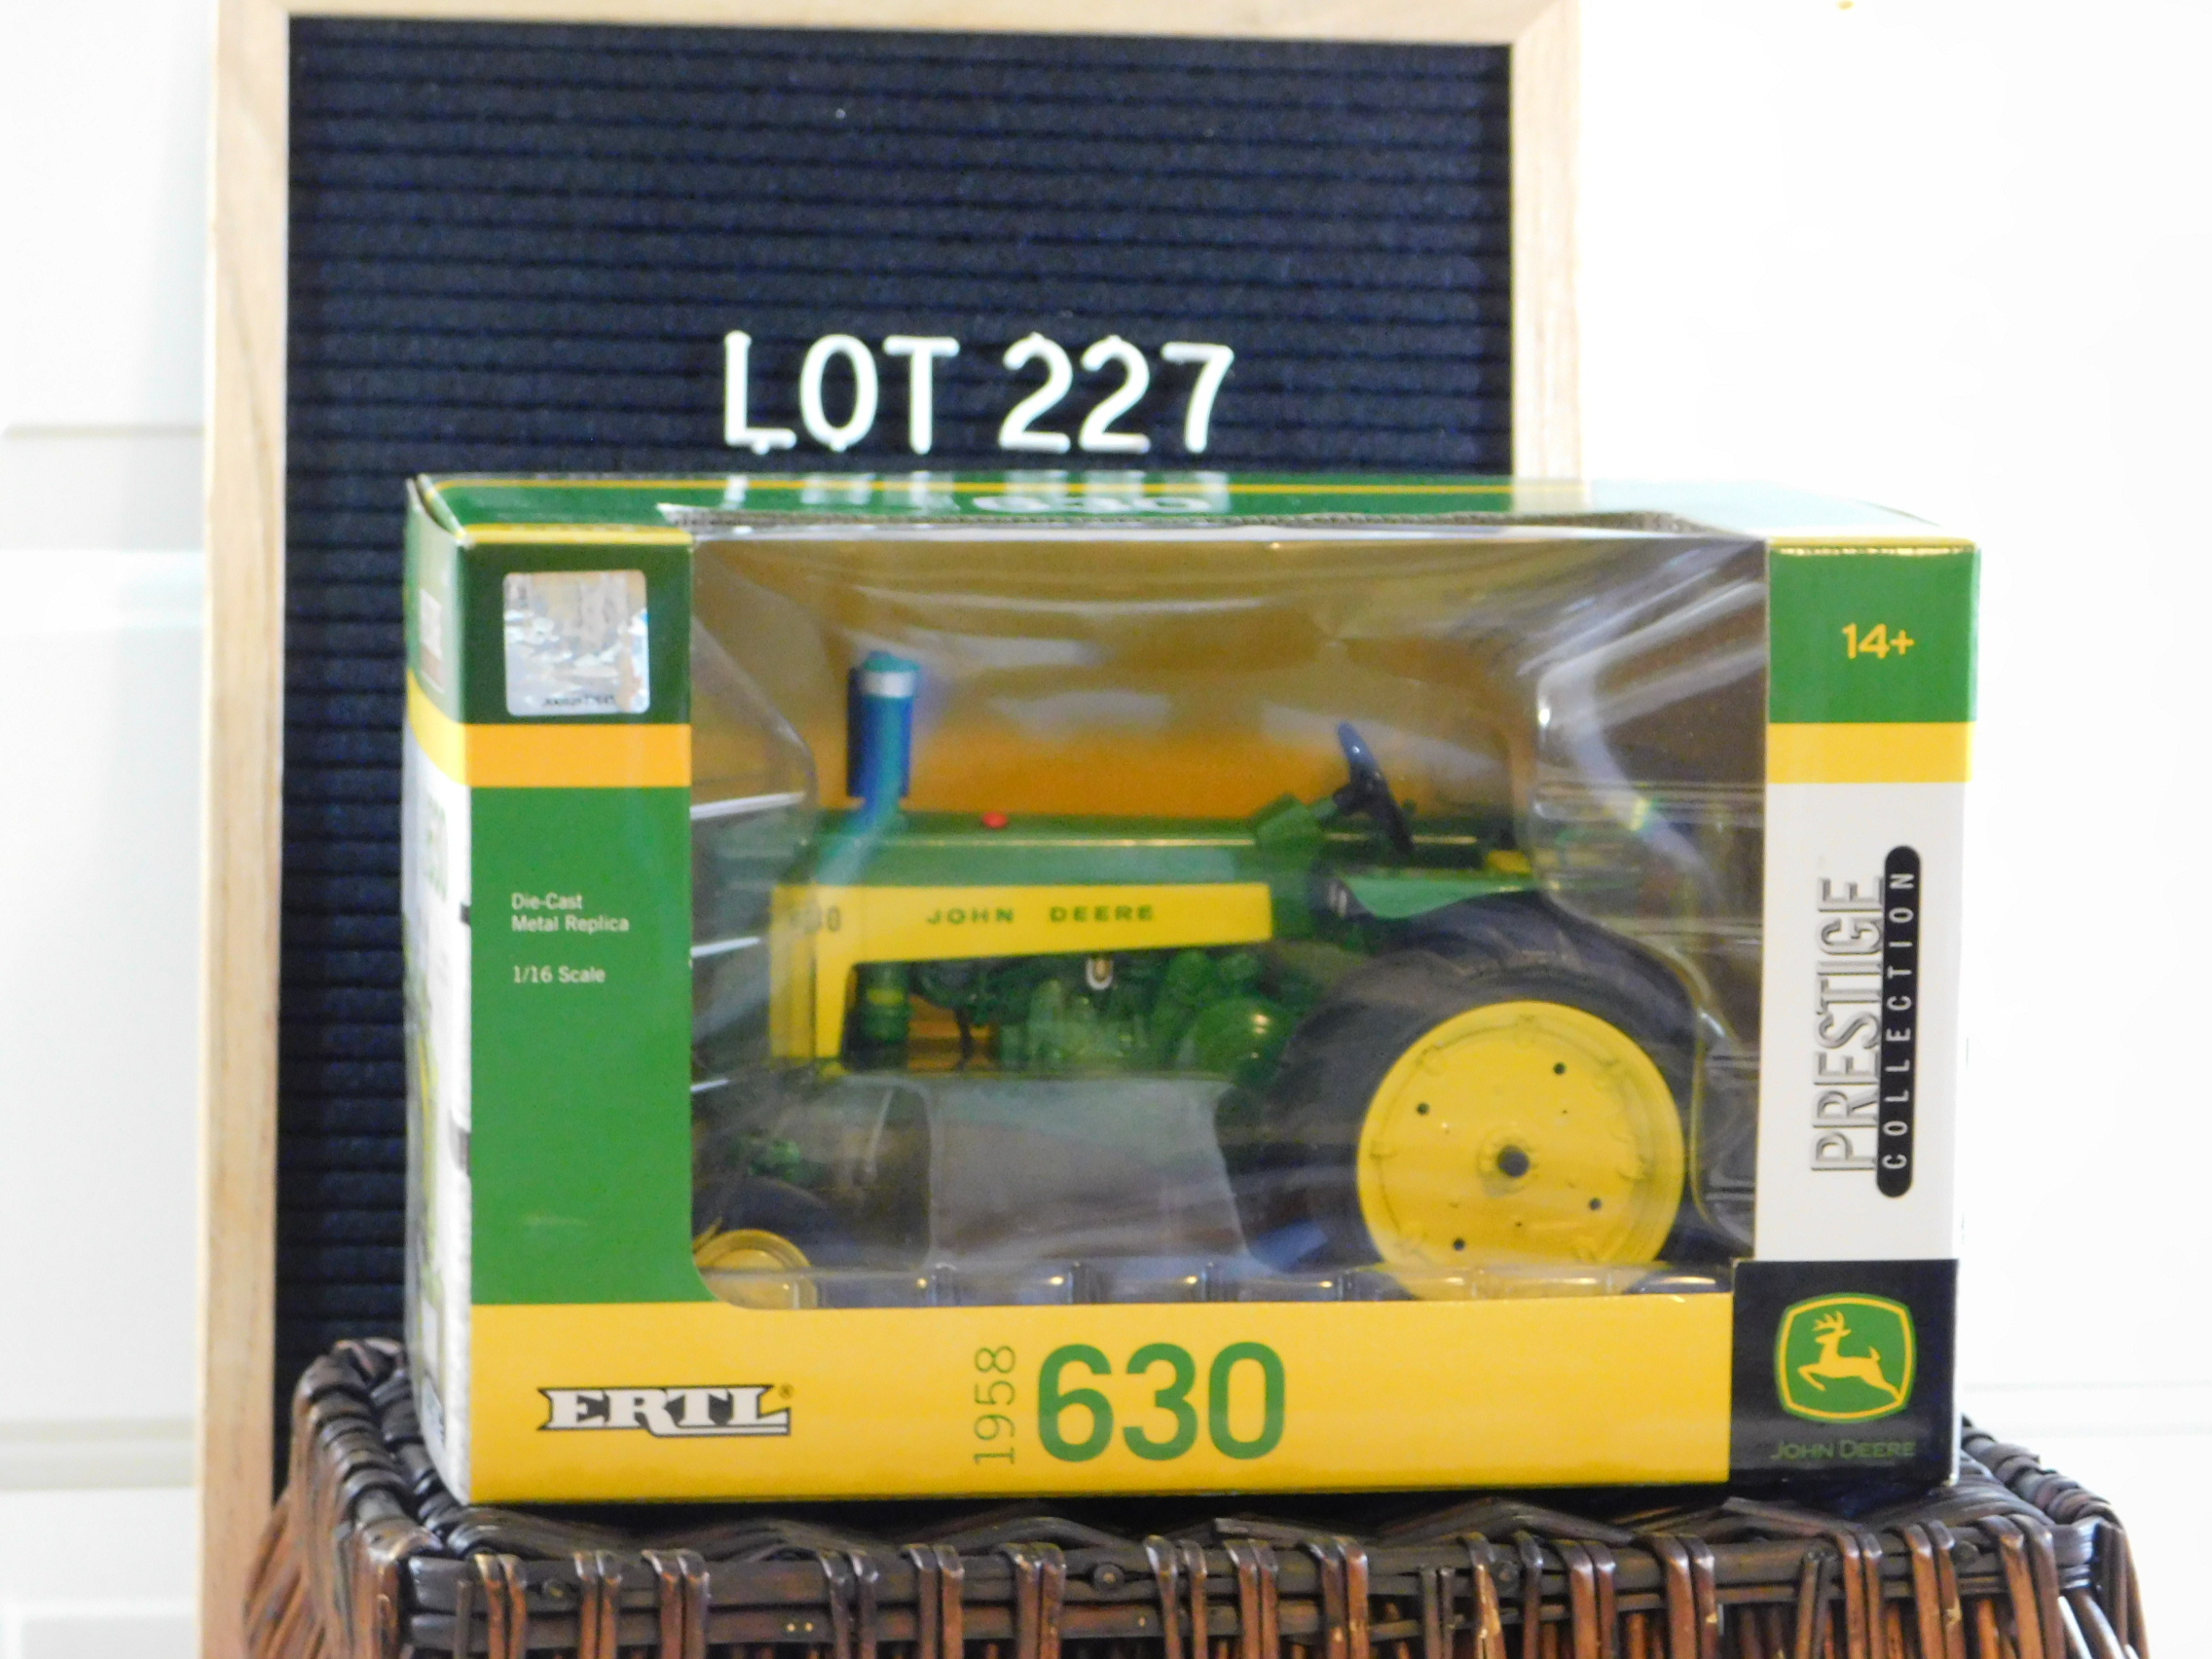 LOT 227
630
14+
Die-Cast
Metal Replica
1/16 Scale
JOHN DEERE
PRESTIGE
COLLECTION
ERTL®
1958
630
JOHN DEERE